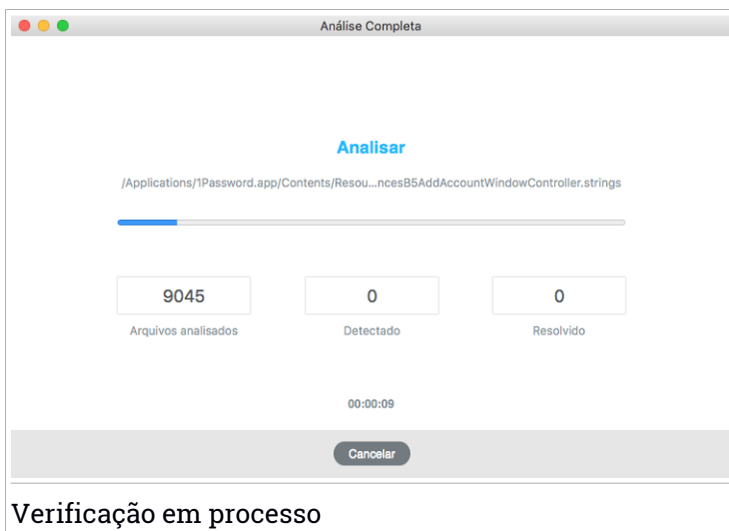 Análise Completa
Analisar
/Applications/1Password.app/Contents/Resou...ncesB5AddAccountWindowController.strings
9045
0
0
Arquivos analisados
Detectado
Resolvido
00:00:09
Cancelar
Verificação em processo